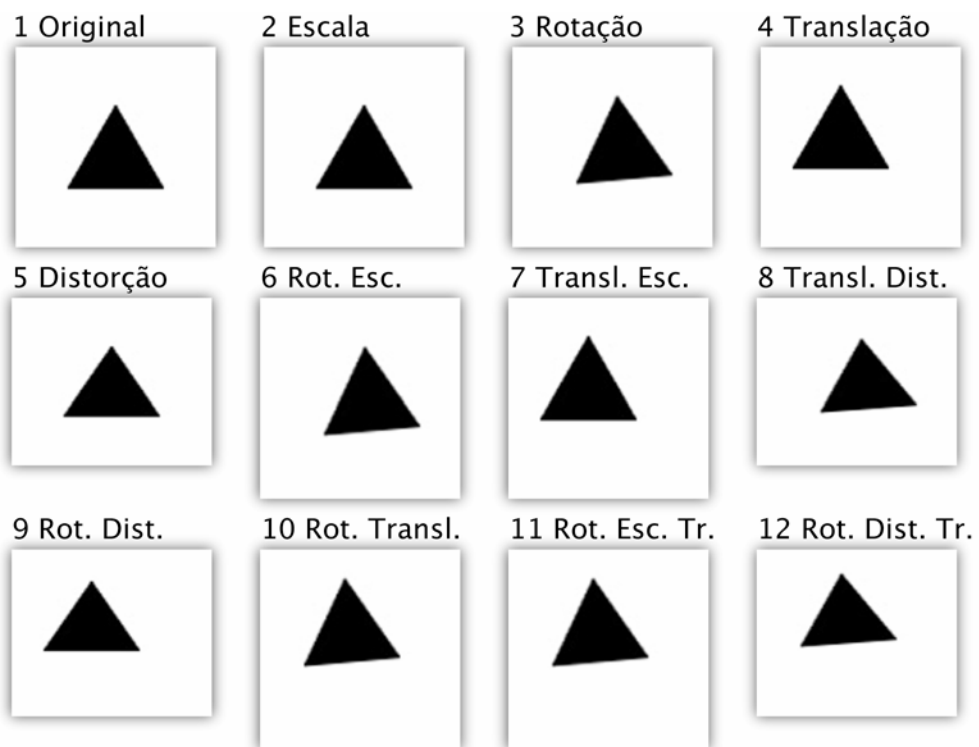 1 Original
2 Escala
3 Rotação
4 Translação
5 Distorção
6 Rot. Esc.
7 Transl. Esc.
8 Transl. Dist.
9 Rot. Dist.
10 Rot. Transl.
11 Rot. Esc. Tr.
12 Rot. Dist. Tr.